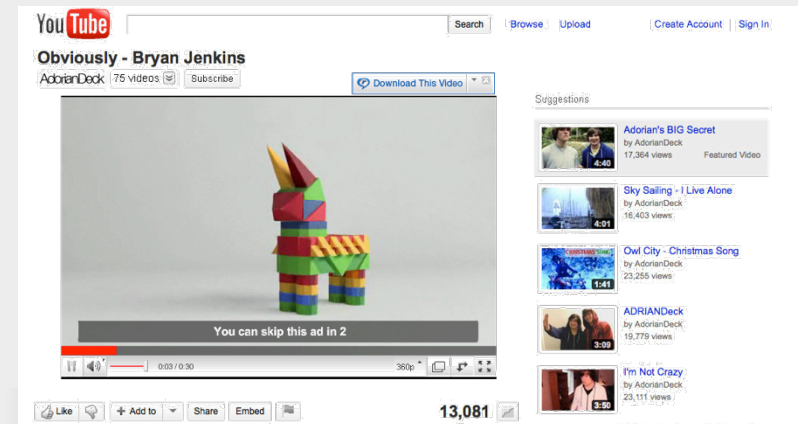 You Tube
Search
Browse
Upload
Create Account | Sign In
Obviously - Bryan Jenkins
AdorianDeck
75 videos
Subscribe
Download This Video
You can skip this ad in 2
0:03 / 0:30
360p
Like
Add to
Share
Embed
13,081
Suggestions
4:40
Adorian's BIG Secret
by AdorianDeck
17,364 views
Featured Video
4:01
Sky Sailing - I Live Alone
by AdorianDeck
16,403 views
1:41
Owl City - Christmas Song
by AdorianDeck
23,255 views
3:09
ADRIANDeck
by AdorianDeck
19,779 views
3:50
I'm Not Crazy
by AdorianDeck
23,111 views